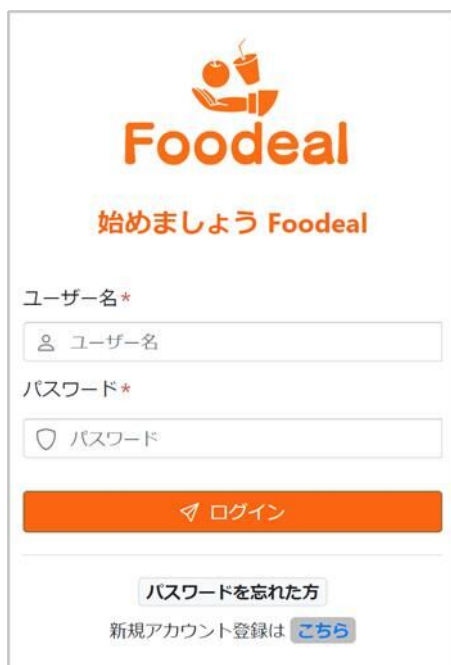 Foodeal
始めましょう Foodeal
ユーザー名*
ユーザー名
パスワード*
パスワード
ログイン
パスワードを忘れた方
新規アカウント登録は こちら